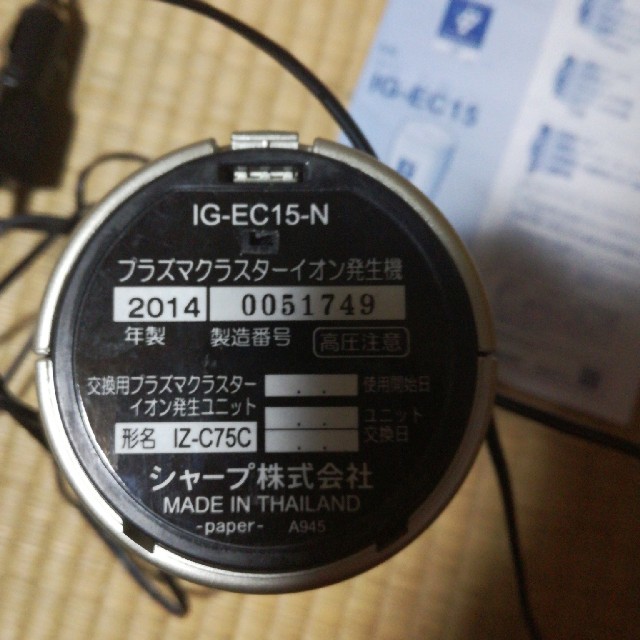 IG-EC15
IG-EC15-N
プラズマクラスターイオン発生機
2014 0051749
年製 製造番号 高圧注意
交換用プラズマクラスター
イオン発生ユニット
使用開始日
ユニット
交換日
形名 IZ-C75C
シャープ株式会社
MADE IN THAILAND
-paper- A945